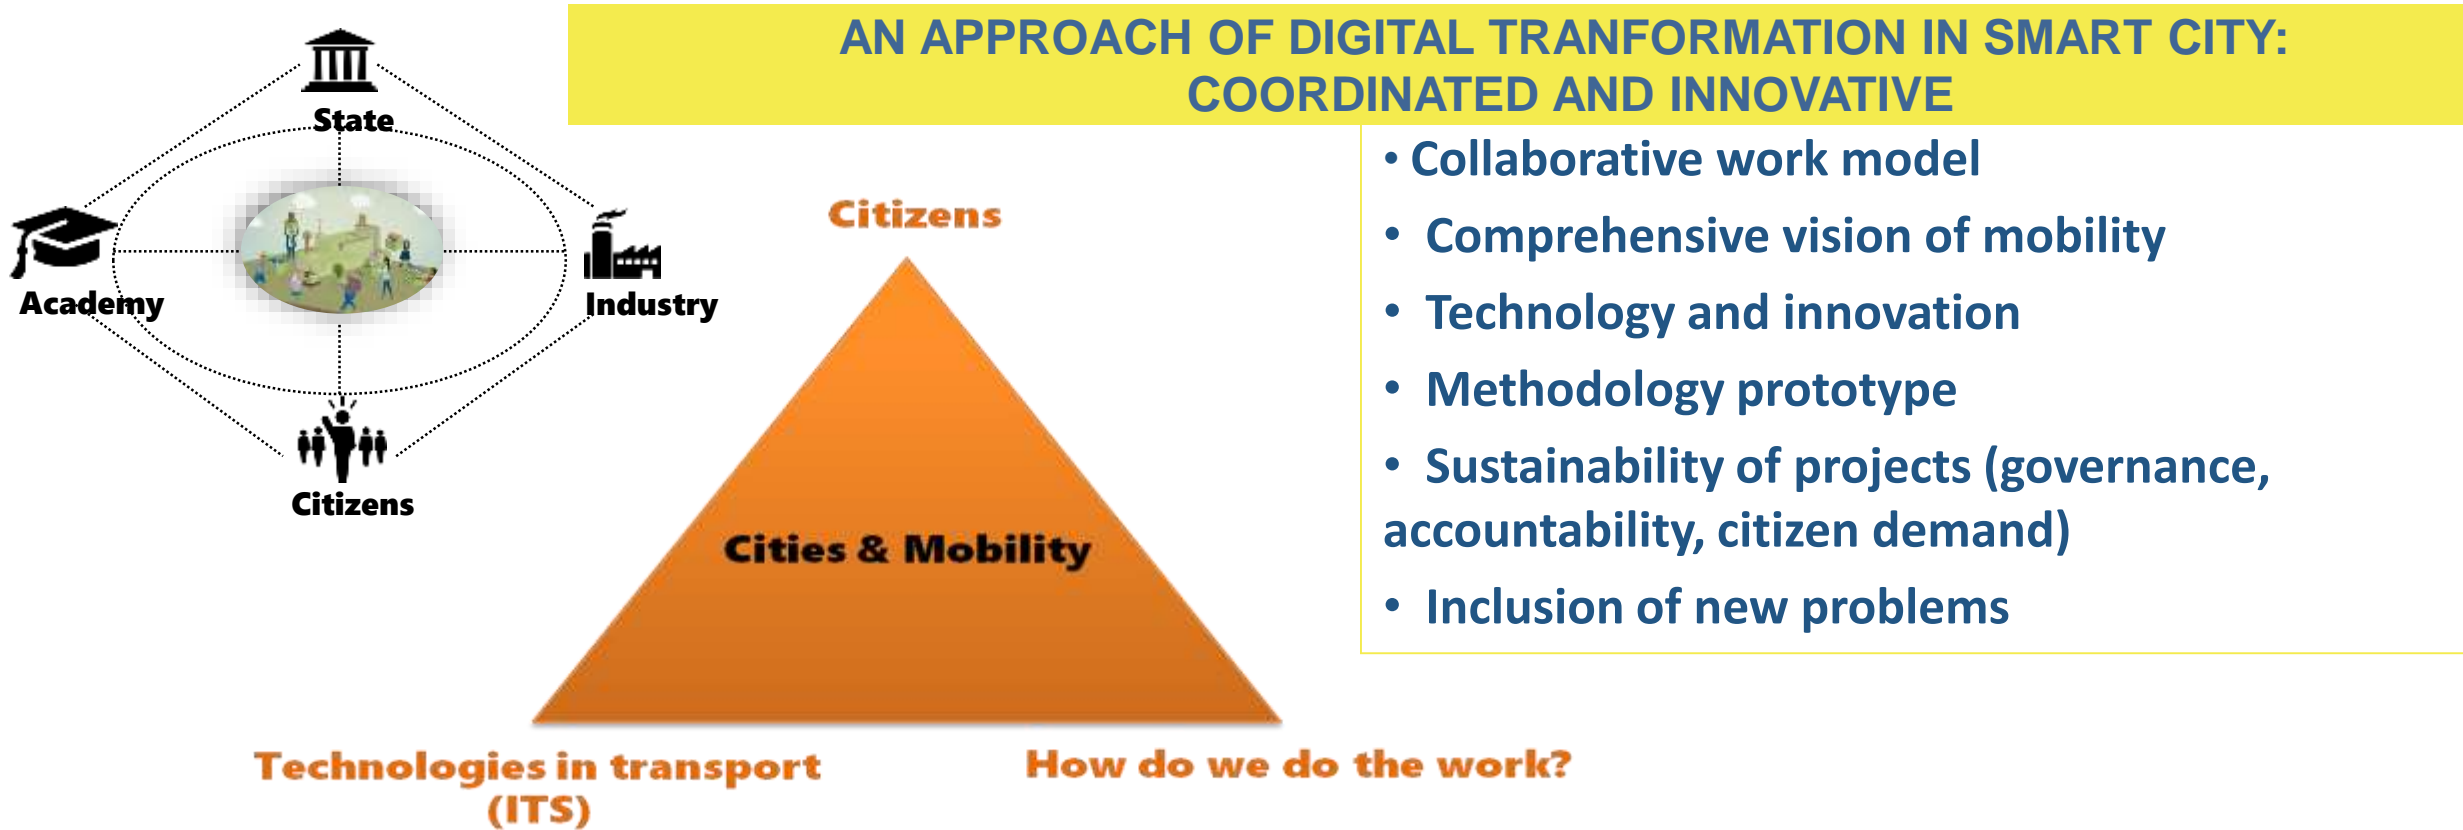 AN APPROACH OF DIGITAL TRANFORMATION IN SMART CITY:
COORDINATED AND INNOVATIVE
State
Academy
Industry
Citizens
Citizens
Cities & Mobility
Technologies in transport
(ITS)
How do we do the work?
• Collaborative work model
• Comprehensive vision of mobility
• Technology and innovation
• Methodology prototype
• Sustainability of projects (governance,
accountability, citizen demand)
• Inclusion of new problems